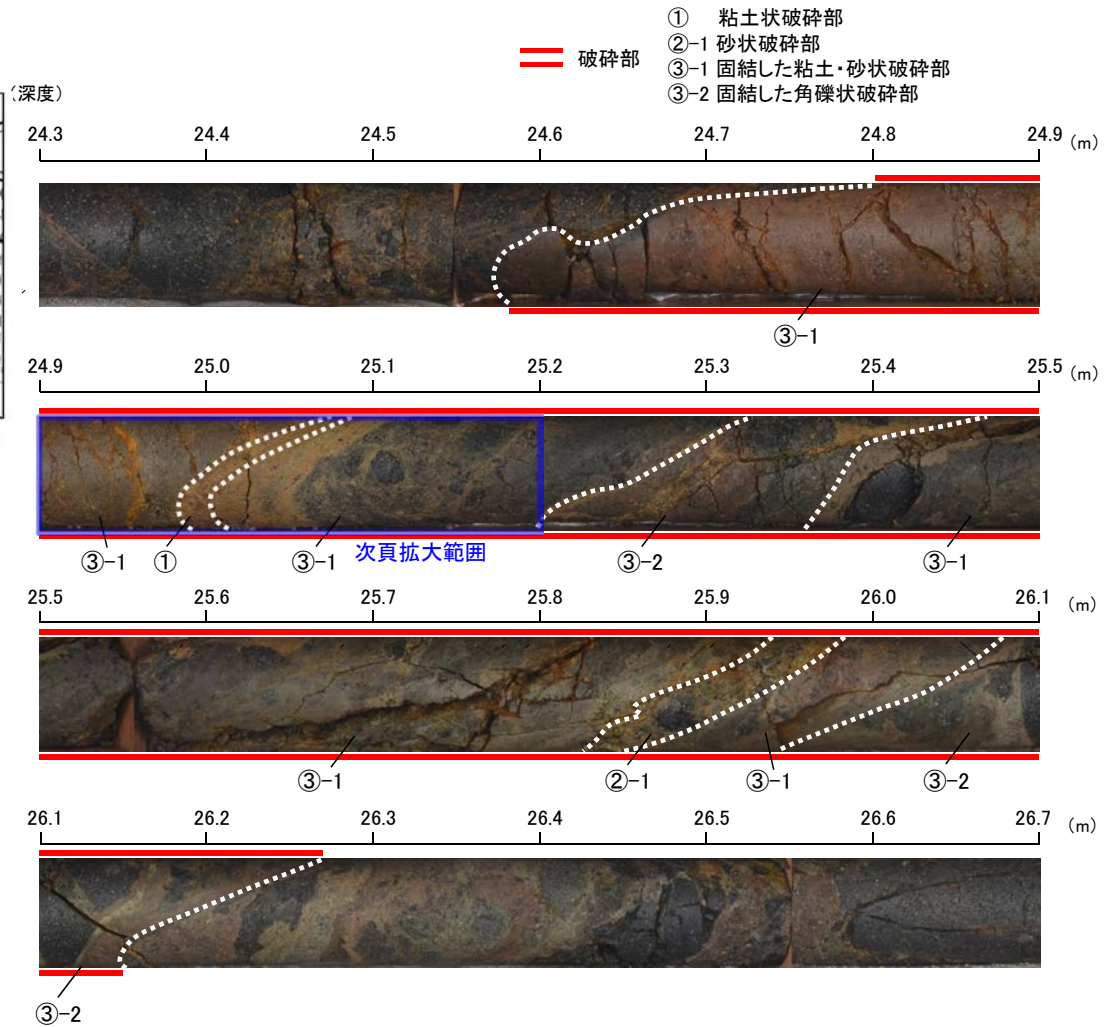 ① 粘土状破砕部
②-1 砂状破砕部
破砕部
③-1 固結した粘土・砂状破砕部
③-2 固結した角礫状破砕部
(深度)
24.3 24.4 24.5 24.6 24.7 24.8 24.9 (m)
③-1
24.9 25.0 25.1 25.2 25.3 25.4 25.5 (m)
③-1 ① ③-1 次頁拡大範囲 ③-2 ③-1
25.5 25.6 25.7 25.8 25.9 26.0 26.1 (m)
③-1 ②-1 ③-1 ③-2
26.1 26.2 26.3 26.4 26.5 26.6 26.7 (m)
③-2